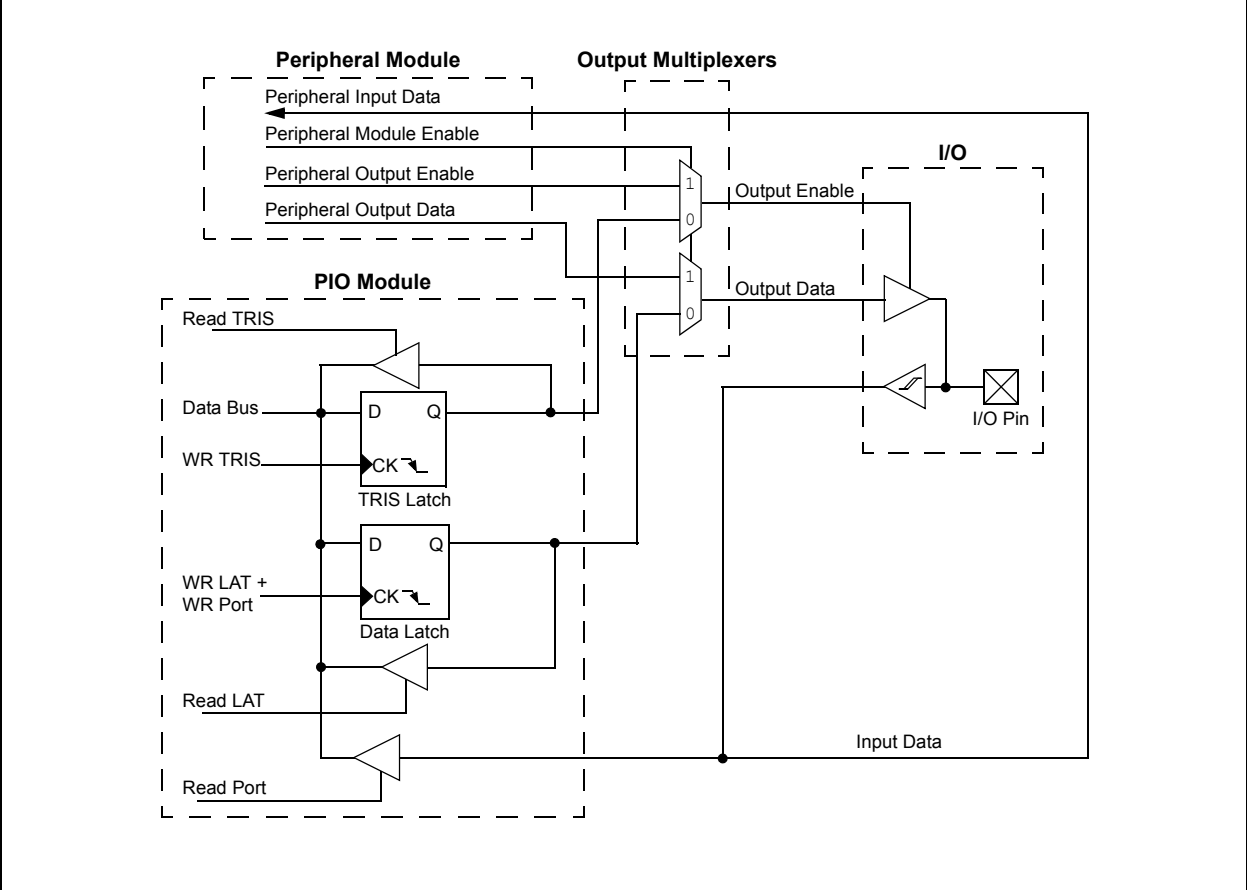 Peripheral Module
Output Multiplexers
Peripheral Input Data
Peripheral Module Enable
I/O
Peripheral Output Enable
1
Output Enable
Peripheral Output Data
0
PIO Module
1
Output Data
0
Read TRIS
Data Bus
D
Q
I/O Pin
WR TRIS
CK
TRIS Latch
D
Q
WR LAT +
WR Port
CK
Data Latch
Read LAT
Input Data
Read Port